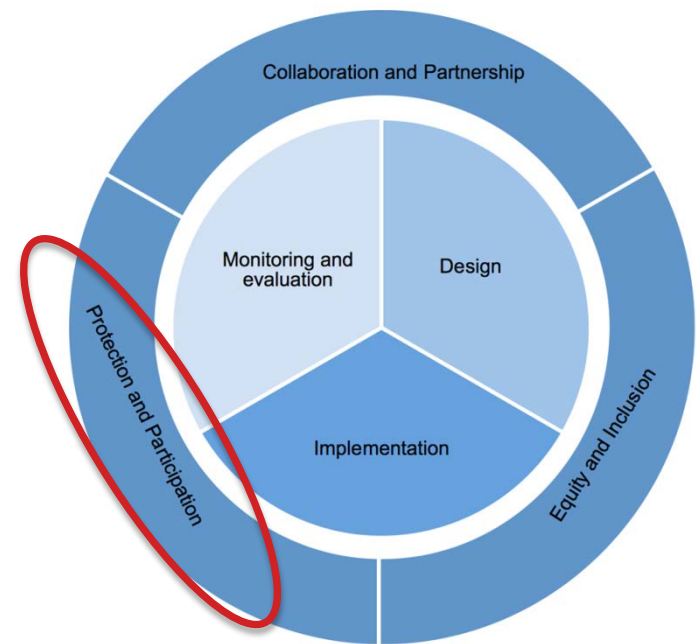 Collaboration and Partnership
Monitoring and
evaluation
Design
Protection and Participation
Implementation
Equity and Inclusion